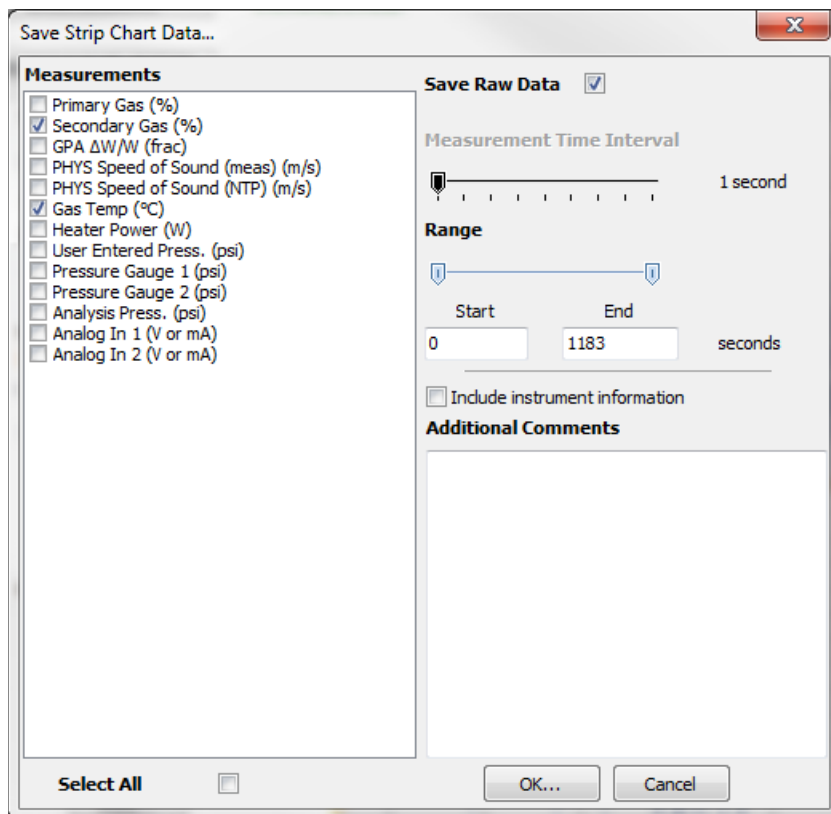 Save Strip Chart Data...
Measurements
Primary Gas (%)
Secondary Gas (%)
GPA ΔW/W (frac)
PHYS Speed of Sound (meas) (m/s)
PHYS Speed of Sound (NTP) (m/s)
Gas Temp (°C)
Heater Power (W)
User Entered Press. (psi)
Pressure Gauge 1 (psi)
Pressure Gauge 2 (psi)
Analysis Press. (psi)
Analog In 1 (V or mA)
Analog In 2 (V or mA)
Select All
Save Raw Data
Measurement Time Interval
1 second
Range
Start End
0 1183 seconds
Include instrument information
Additional Comments
OK... Cancel